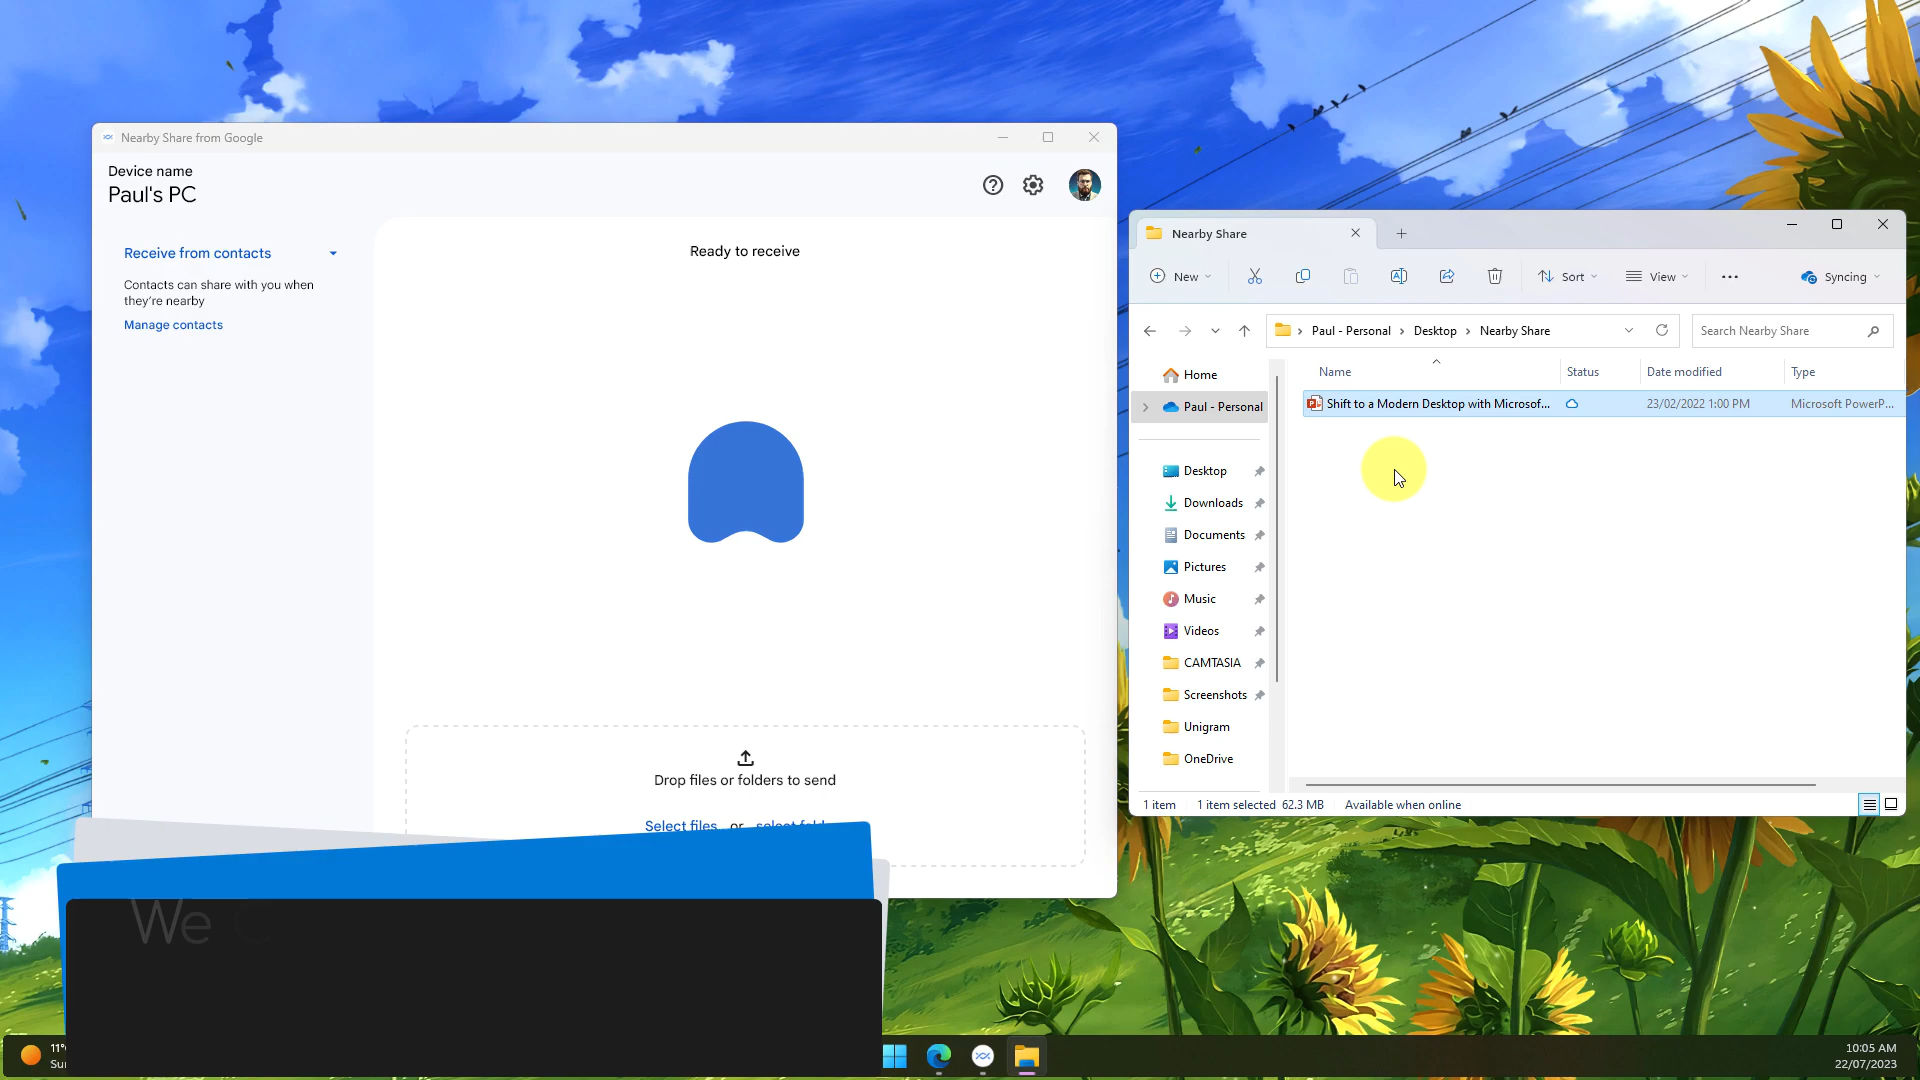 Nearby Share from Google
Device name
Paul's PC
Receive from contacts
Contacts can share with you when
they're nearby
Manage contacts
Ready to receive
Drop files or folders to send
Select files or select
We
Nearby Share
New
Sort
View
Syncing
Paul - Personal
Desktop
Nearby Share
Search Nearby Share
Home
Paul - Personal
Desktop
Downloads
Documents
Pictures
Music
Videos
CAMTASIA
Screenshots
Unigram
OneDrive
Name
Status
Date modified
Type
Shift to a Modern Desktop with Microsof...
23/02/2022 1:00 PM
Microsoft PowerP...
1 item
1 item selected 62.3 MB
Available when online
11°
10:05 AM
22/07/2023